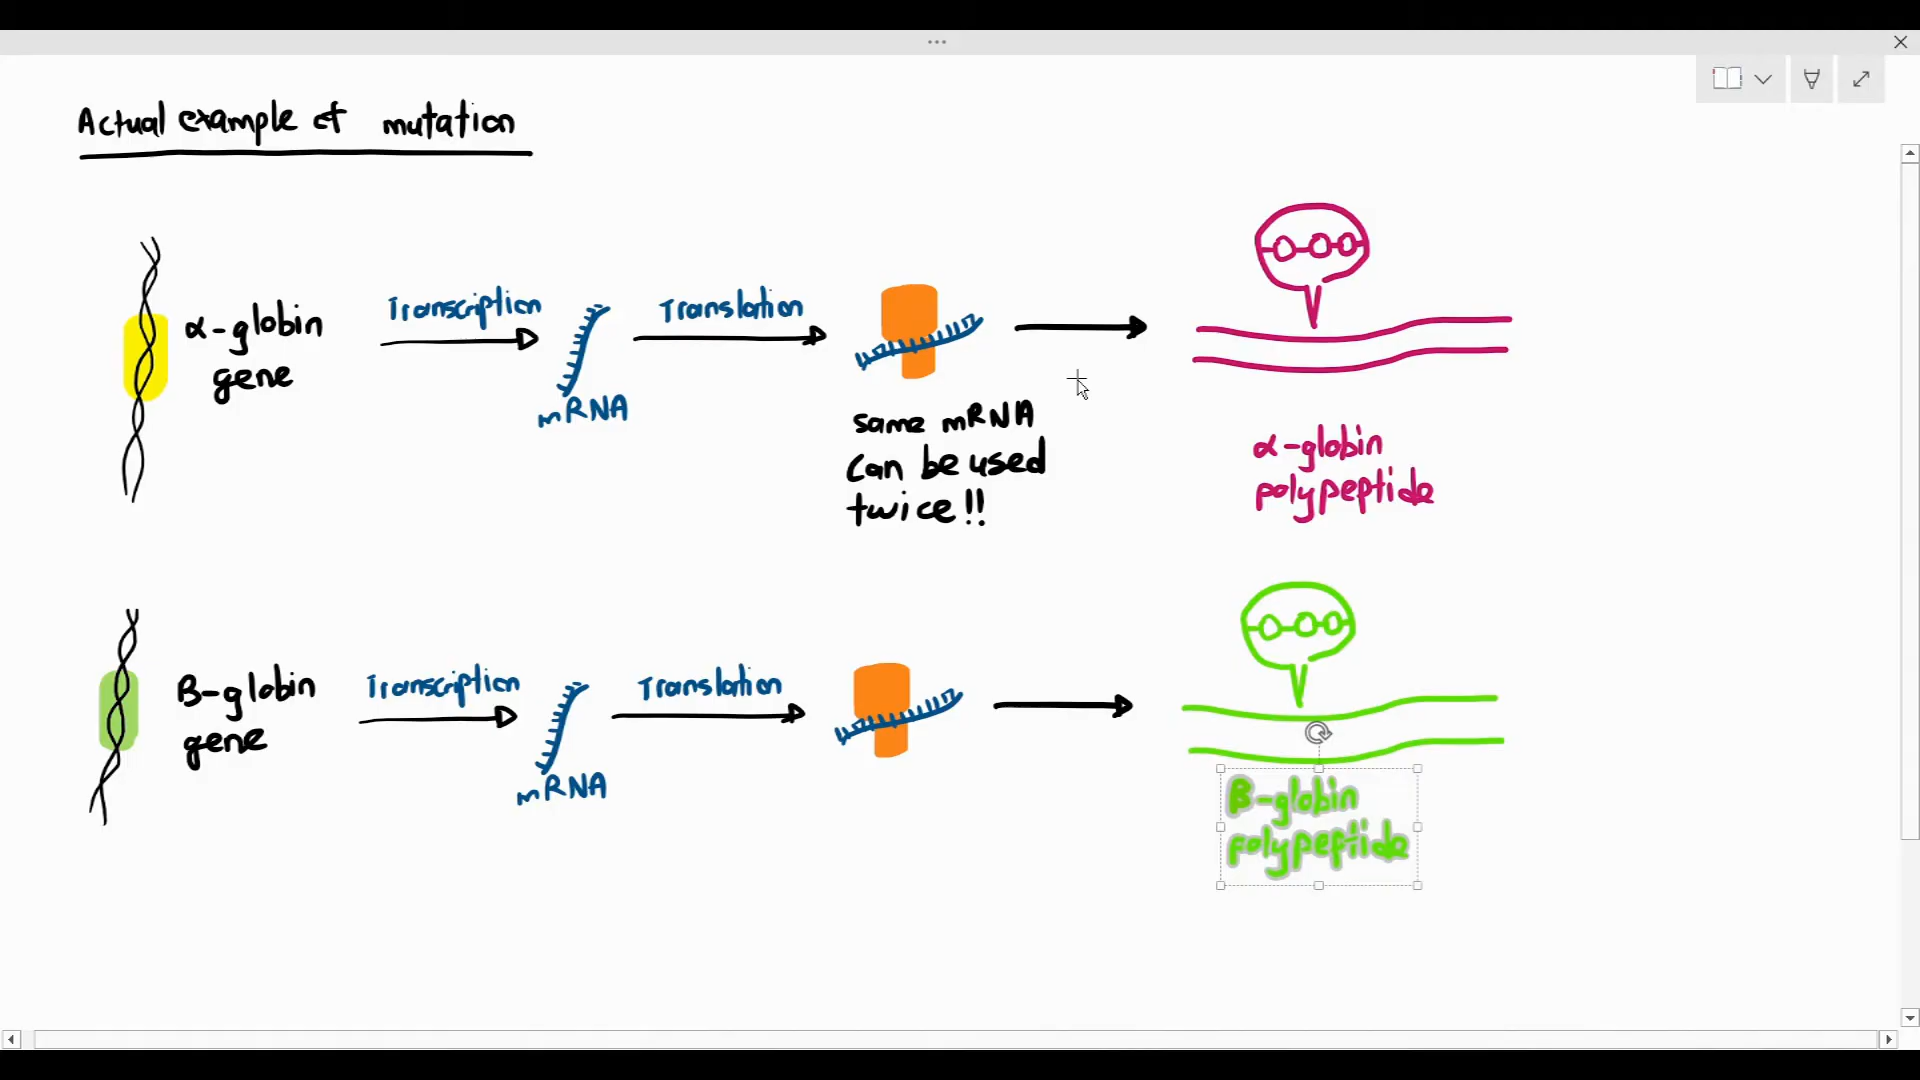 Actual example of mutation
α-globin
gene
Transcription
mRNA
Translation
same mRNA
can be used
twice!!
α-globin
polypeptide
β-globin
gene
Transcription
mRNA
Translation
β-globin
polypeptide